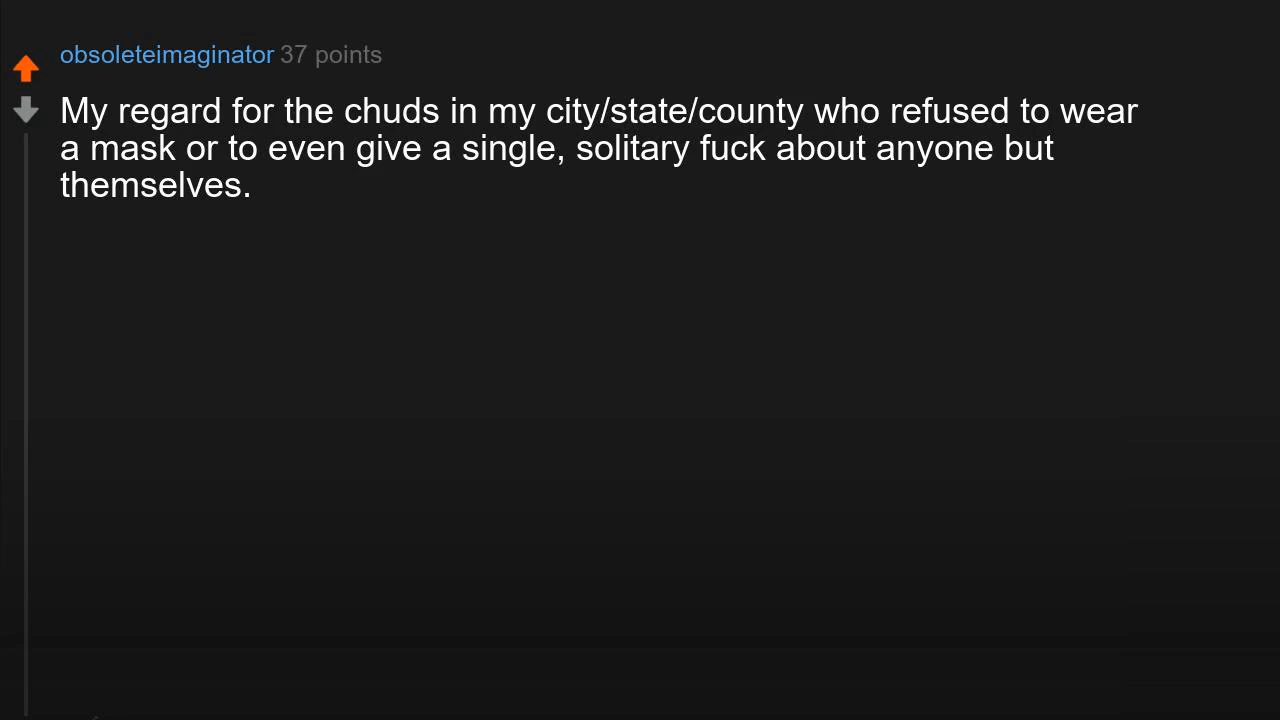 obsoleteimaginator 37 points
My regard for the chuds in my city/state/county who refused to wear
a mask or to even give a single, solitary fuck about anyone but
themselves.